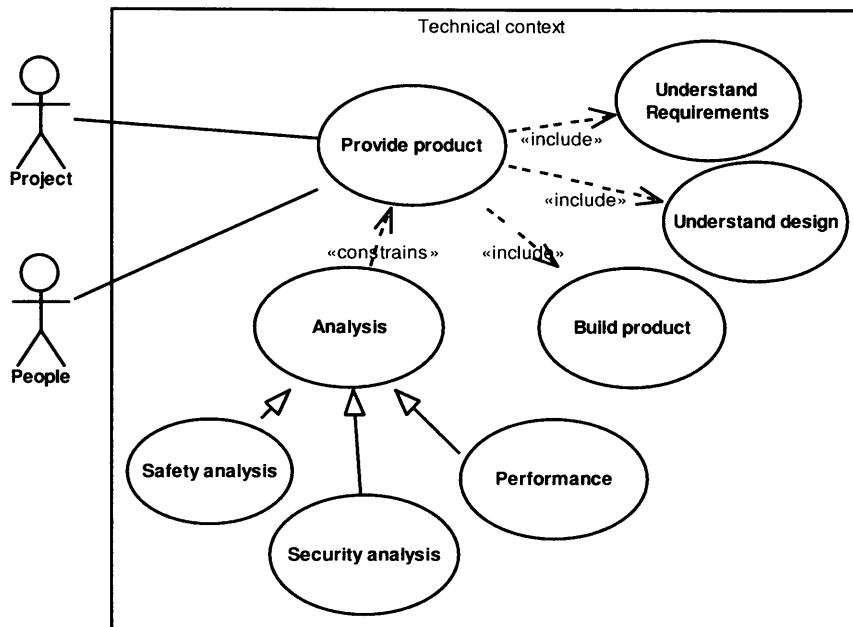 Technical context
Understand
Requirements
Provide product
«include»
Project
«include»
Understand design
«constrains»
«include»
Analysis
Build product
People
Safety analysis
Performance
Security analysis